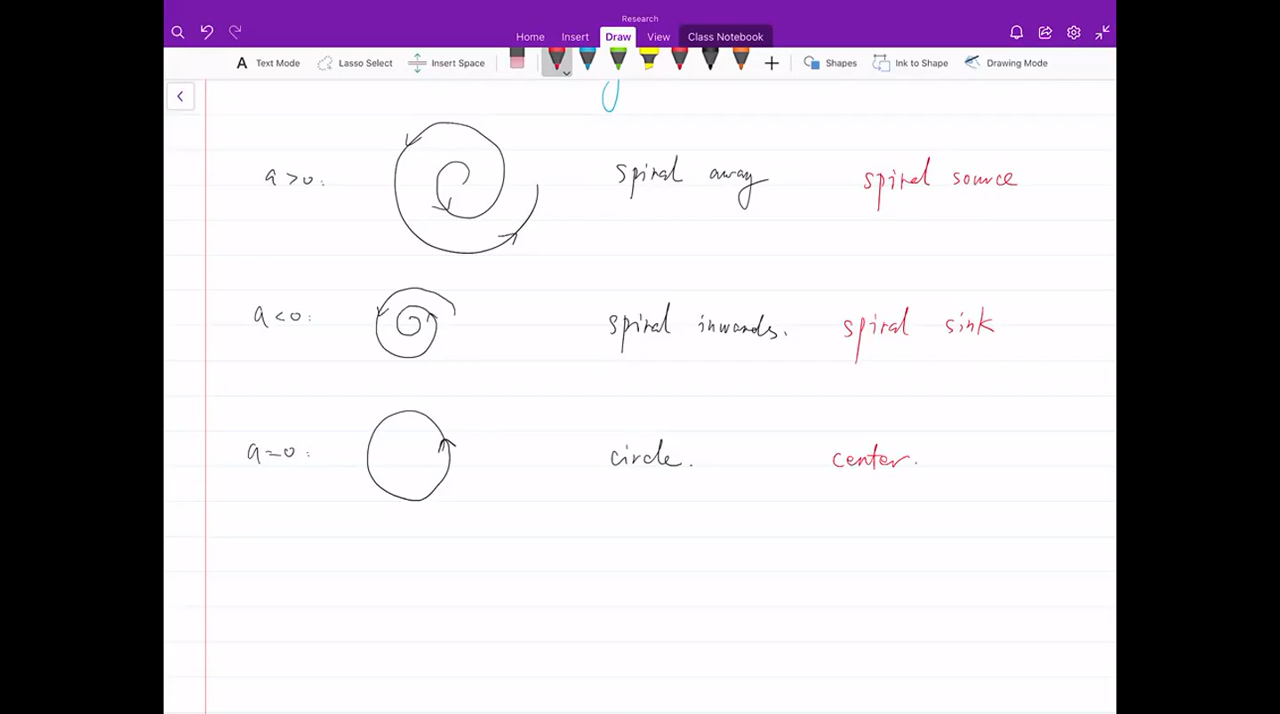 Research
Home Insert Draw View Class Notebook
Text Mode Lasso Select Insert Space Shapes Ink to Shape Drawing Mode
a > 0: spiral away spiral source
a < 0: spiral inwards. spiral sink
a = 0: circle. center.